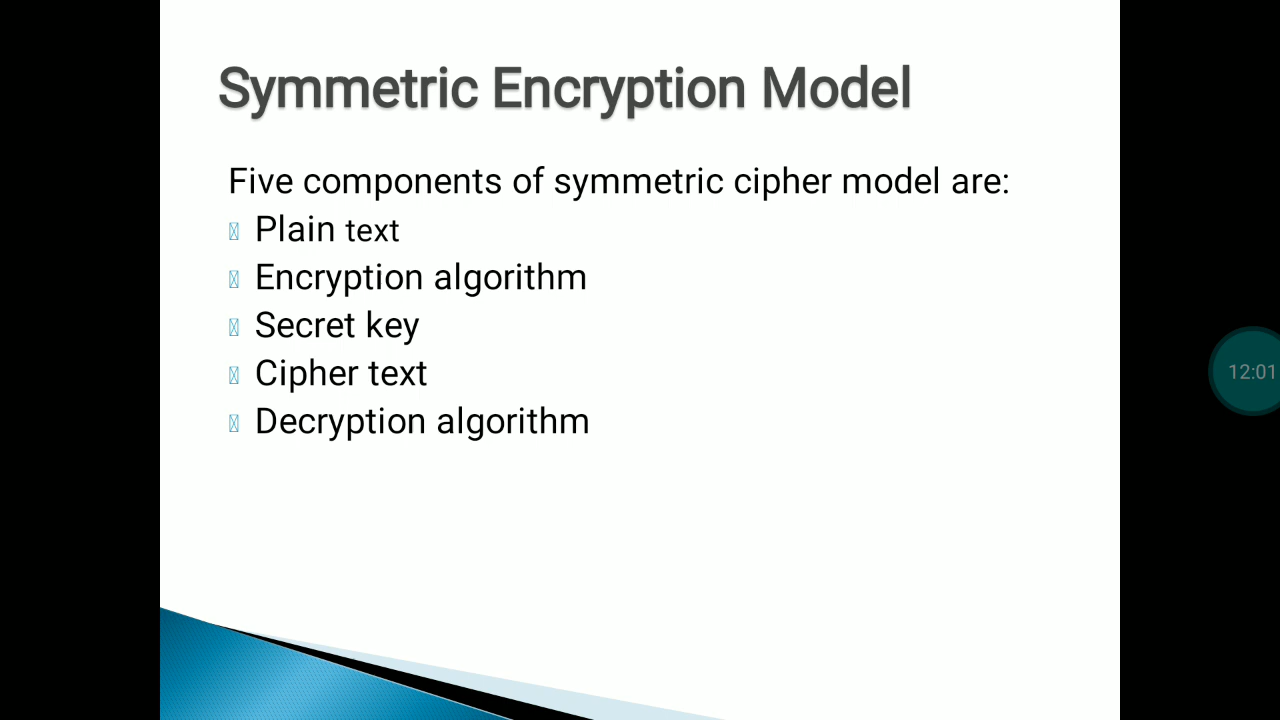 Symmetric Encryption Model
Five components of symmetric cipher model are:
Plain text
Encryption algorithm
Secret key
Cipher text
Decryption algorithm
12:01